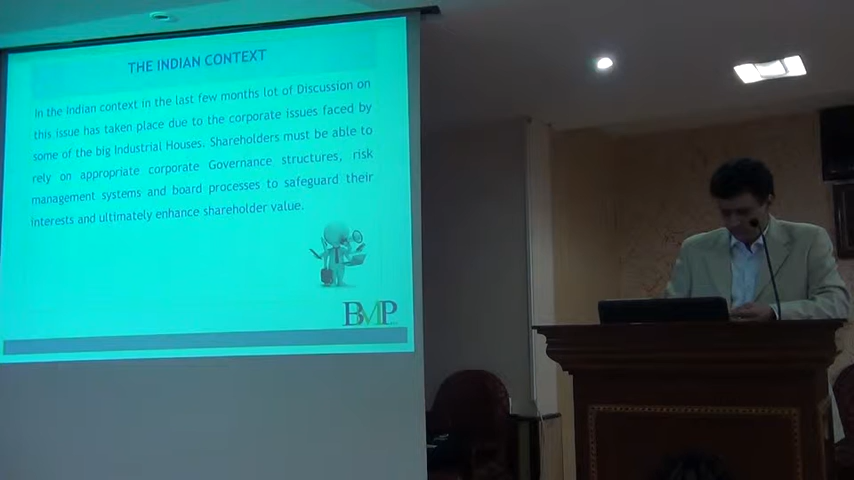 THE INDIAN CONTEXT
In the Indian context in the last few months lot of Discussion on
this issue has taken place due to the corporate issues faced by
some of the big Industrial Houses. Shareholders must be able to
rely on appropriate corporate Governance structures, risk
management systems and board processes to safeguard their
interests and ultimately enhance shareholder value.
BMP